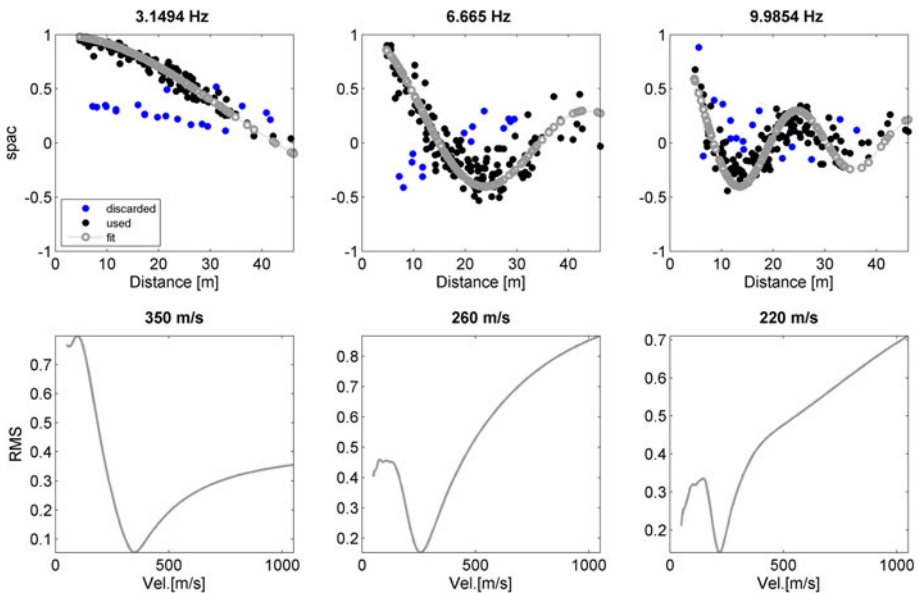 3.1494 Hz
6.665 Hz
9.9854 Hz
spac
1
0.5
0
-0.5
-1
discarded
used
fit
0 10 20 30 40
Distance [m]
1
0.5
0
-0.5
-1
0 10 20 30 40
Distance [m]
1
0.5
0
-0.5
-1
0 10 20 30 40
Distance [m]
350 m/s
260 m/s
220 m/s
RMS
0.7
0.6
0.5
0.4
0.3
0.2
0.1
0 500 1000
Vel.[m/s]
0.8
0.7
0.6
0.5
0.4
0.3
0.2
0 500 1000
Vel.[m/s]
0.7
0.6
0.5
0.4
0.3
0.2
0 500 1000
Vel.[m/s]